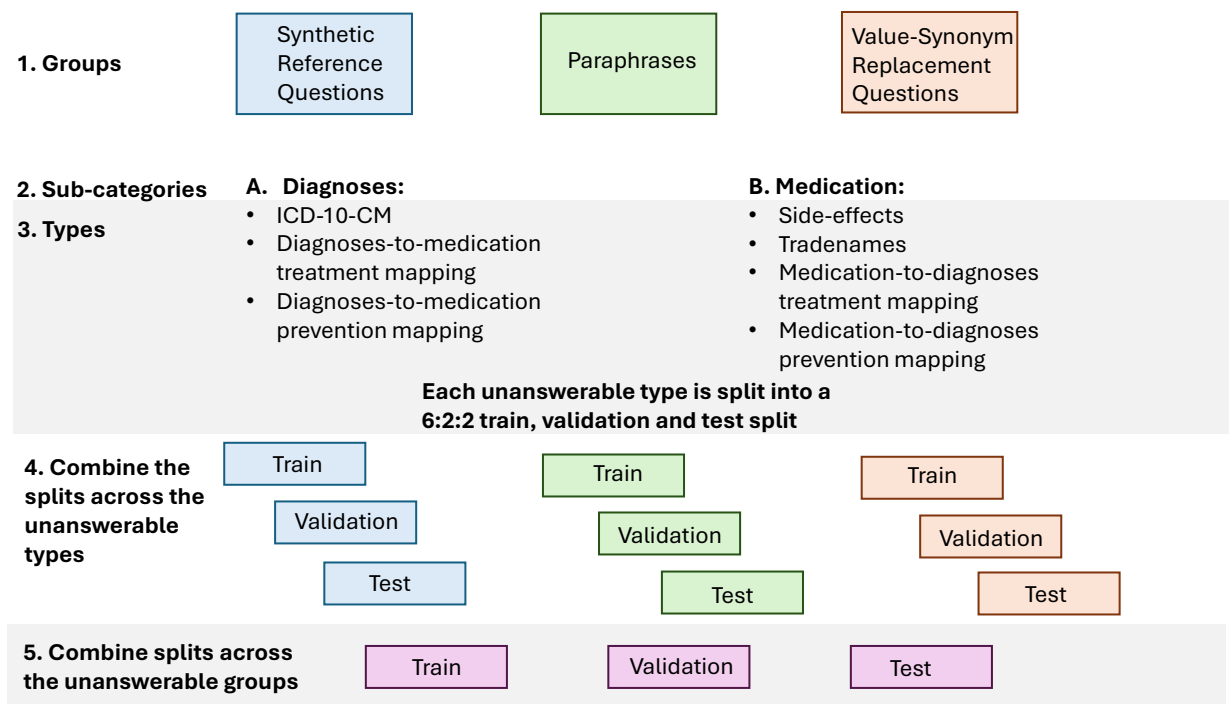 1. Groups
Synthetic
Reference
Questions
Paraphrases
Value-Synonym
Replacement
Questions
2. Sub-categories
A. Diagnoses:
B. Medication:
3. Types
• ICD-10-CM
• Diagnoses-to-medication
treatment mapping
• Diagnoses-to-medication
prevention mapping
• Side-effects
• Tradenames
• Medication-to-diagnoses
treatment mapping
• Medication-to-diagnoses
prevention mapping
Each unanswerable type is split into a
6:2:2 train, validation and test split
4. Combine the
splits across the
unanswerable
types
Train
Validation
Test
Train
Validation
Test
Train
Validation
Test
5. Combine splits across
the unanswerable groups
Train
Validation
Test